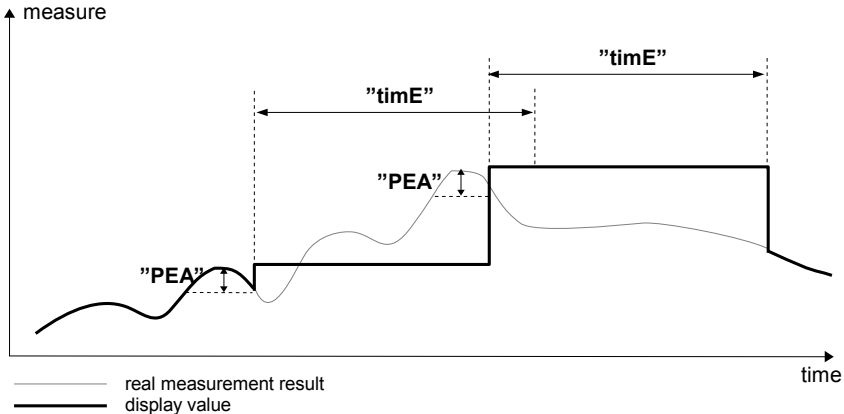 measure
”timE”
”timE”
”PEA”
”PEA”
time
real measurement result
display value